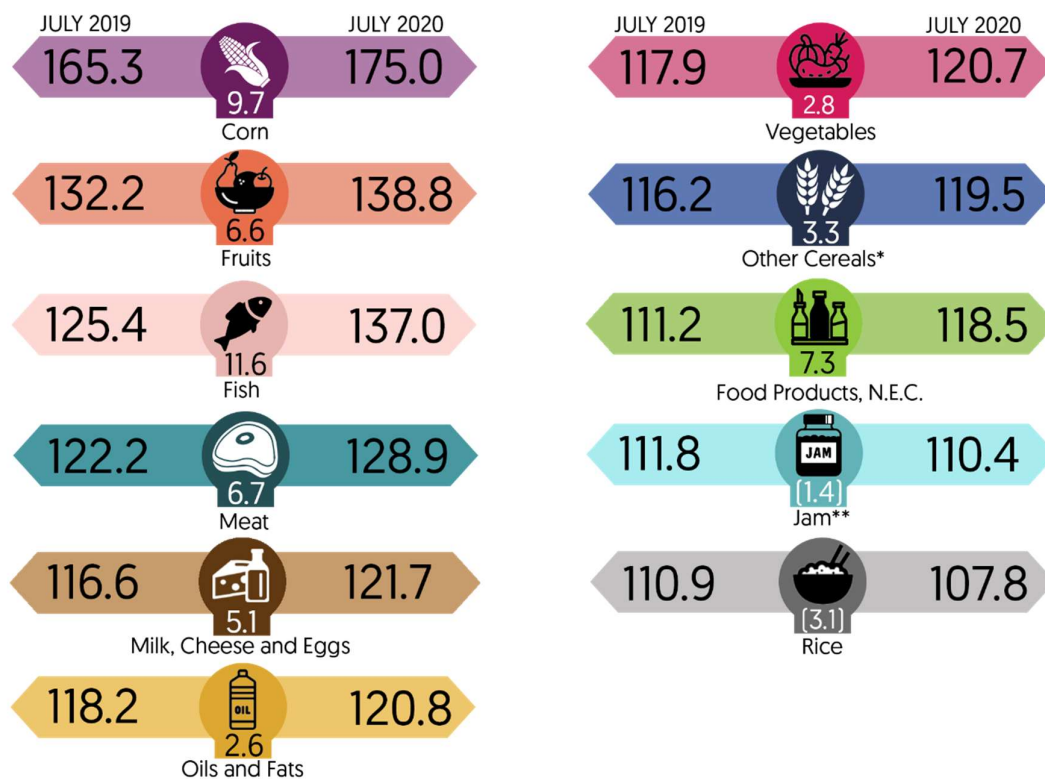 JULY 2019 JULY 2020
165.3 175.0
9.7
Corn
132.2 138.8
6.6
Fruits
125.4 137.0
11.6
Fish
122.2 128.9
6.7
Meat
116.6 121.7
5.1
Milk, Cheese and Eggs
118.2 120.8
OIL
2.6
Oils and Fats
JULY 2019 JULY 2020
117.9 120.7
2.8
Vegetables
116.2 119.5
3.3
Other Cereals*
111.2 118.5
7.3
Food Products, N.E.C.
111.8 110.4
JAM
(1.4)
Jam**
110.9 107.8
(3.1)
Rice